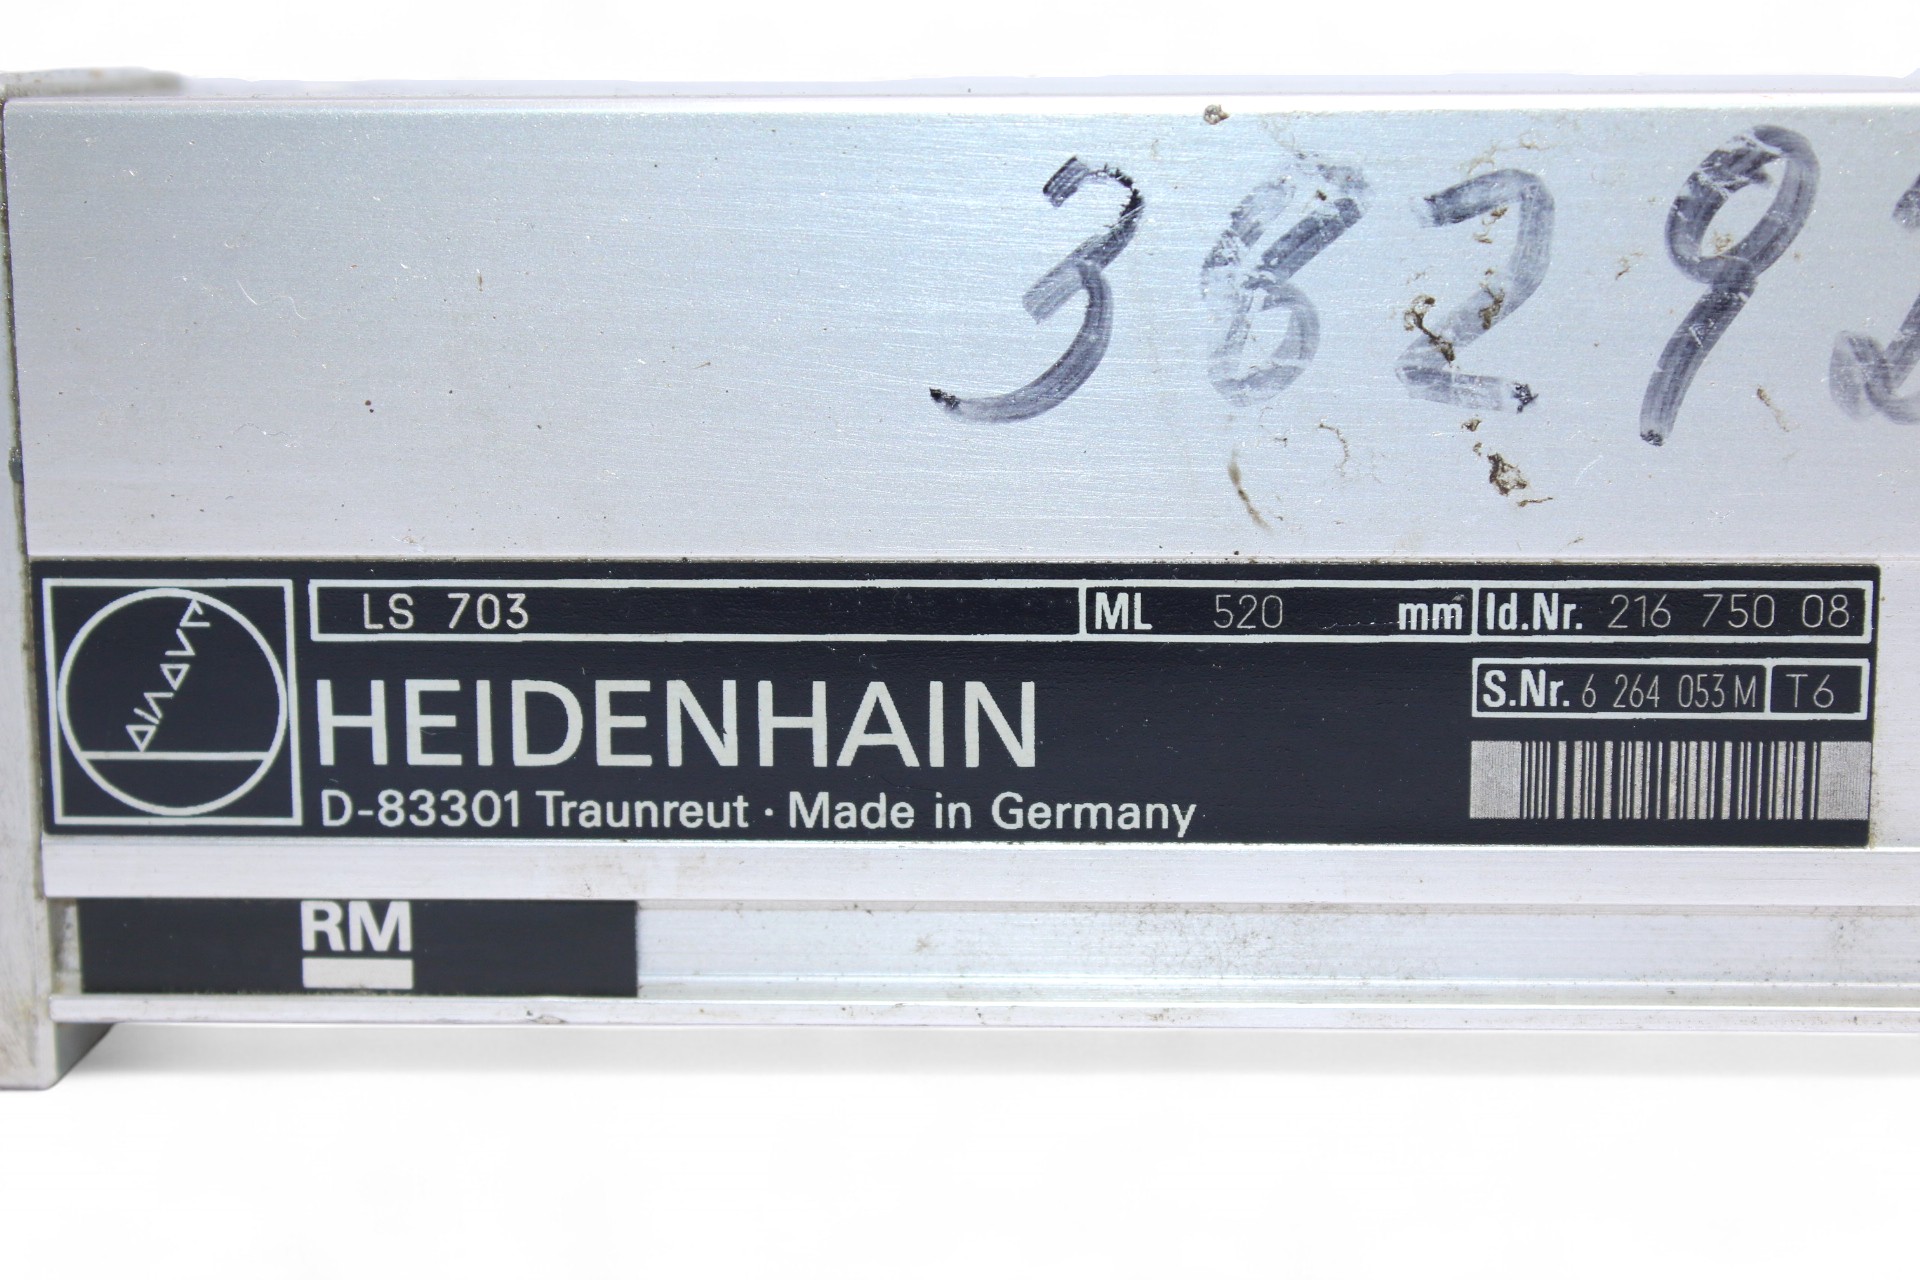 3829
LS 703 ML 520 mm Id.Nr. 216 750 08
S.Nr. 6 264 053 M T6
HEIDENHAIN
D-83301 Traunreut · Made in Germany
RM